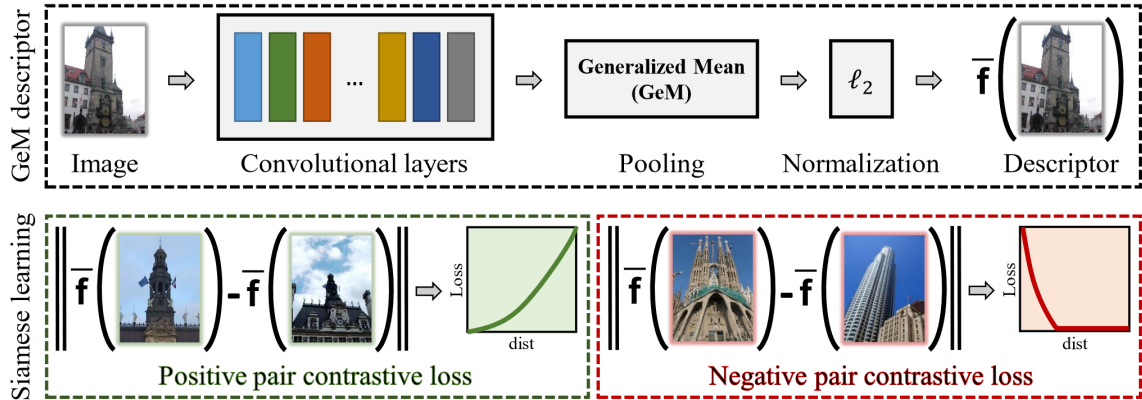 GeM descriptor
...
Generalized Mean
(GeM)
ℓ₂
f̄
Image
Convolutional layers
Pooling
Normalization
Descriptor
Siamese learning
|| f̄ ( ) - f̄ ( ) ||
Loss
dist
Positive pair contrastive loss
|| f̄ ( ) - f̄ ( ) ||
Loss
dist
Negative pair contrastive loss